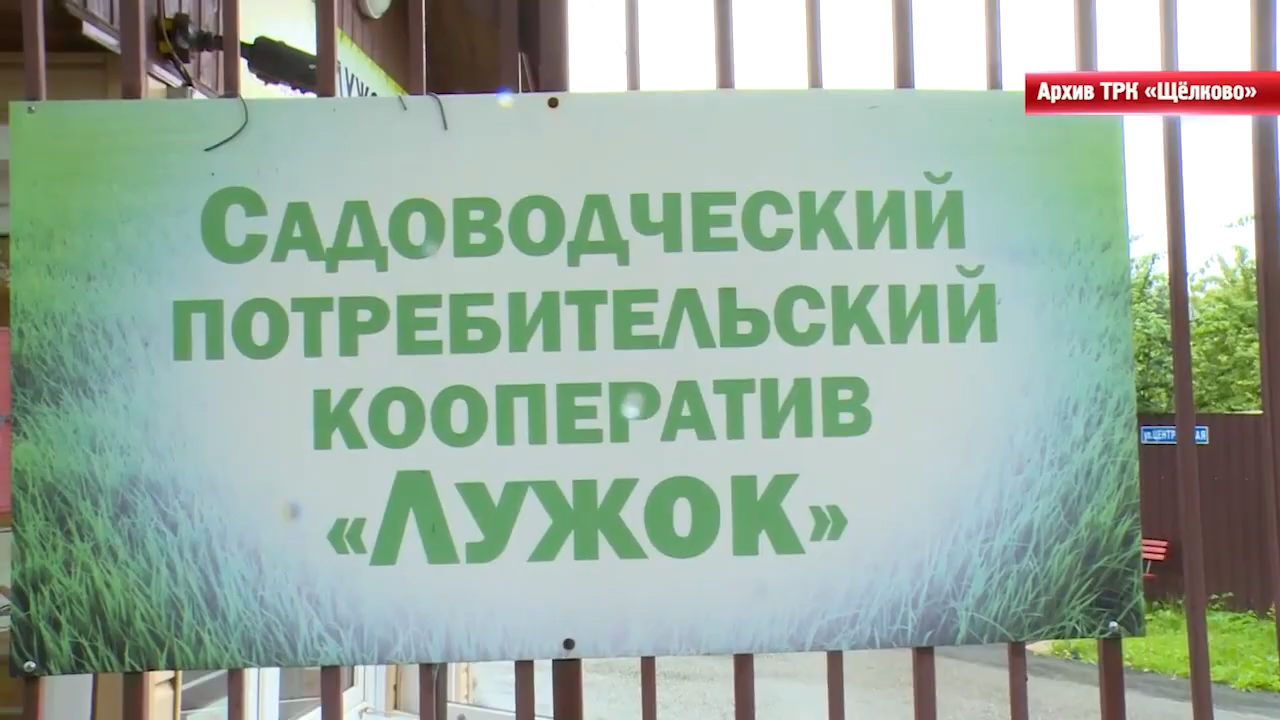 Архив ТРК «Щёлково»
Садоводческий
потребительский
кооператив
«Лужок»